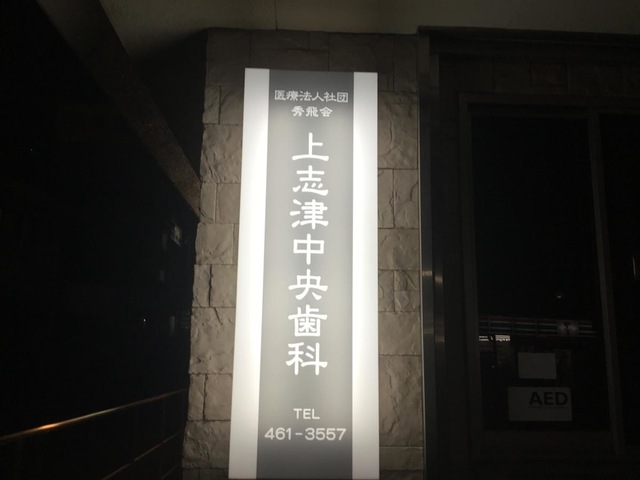 医療法人社団
秀飛会
上志津中央歯科
TEL
461-3557
AED